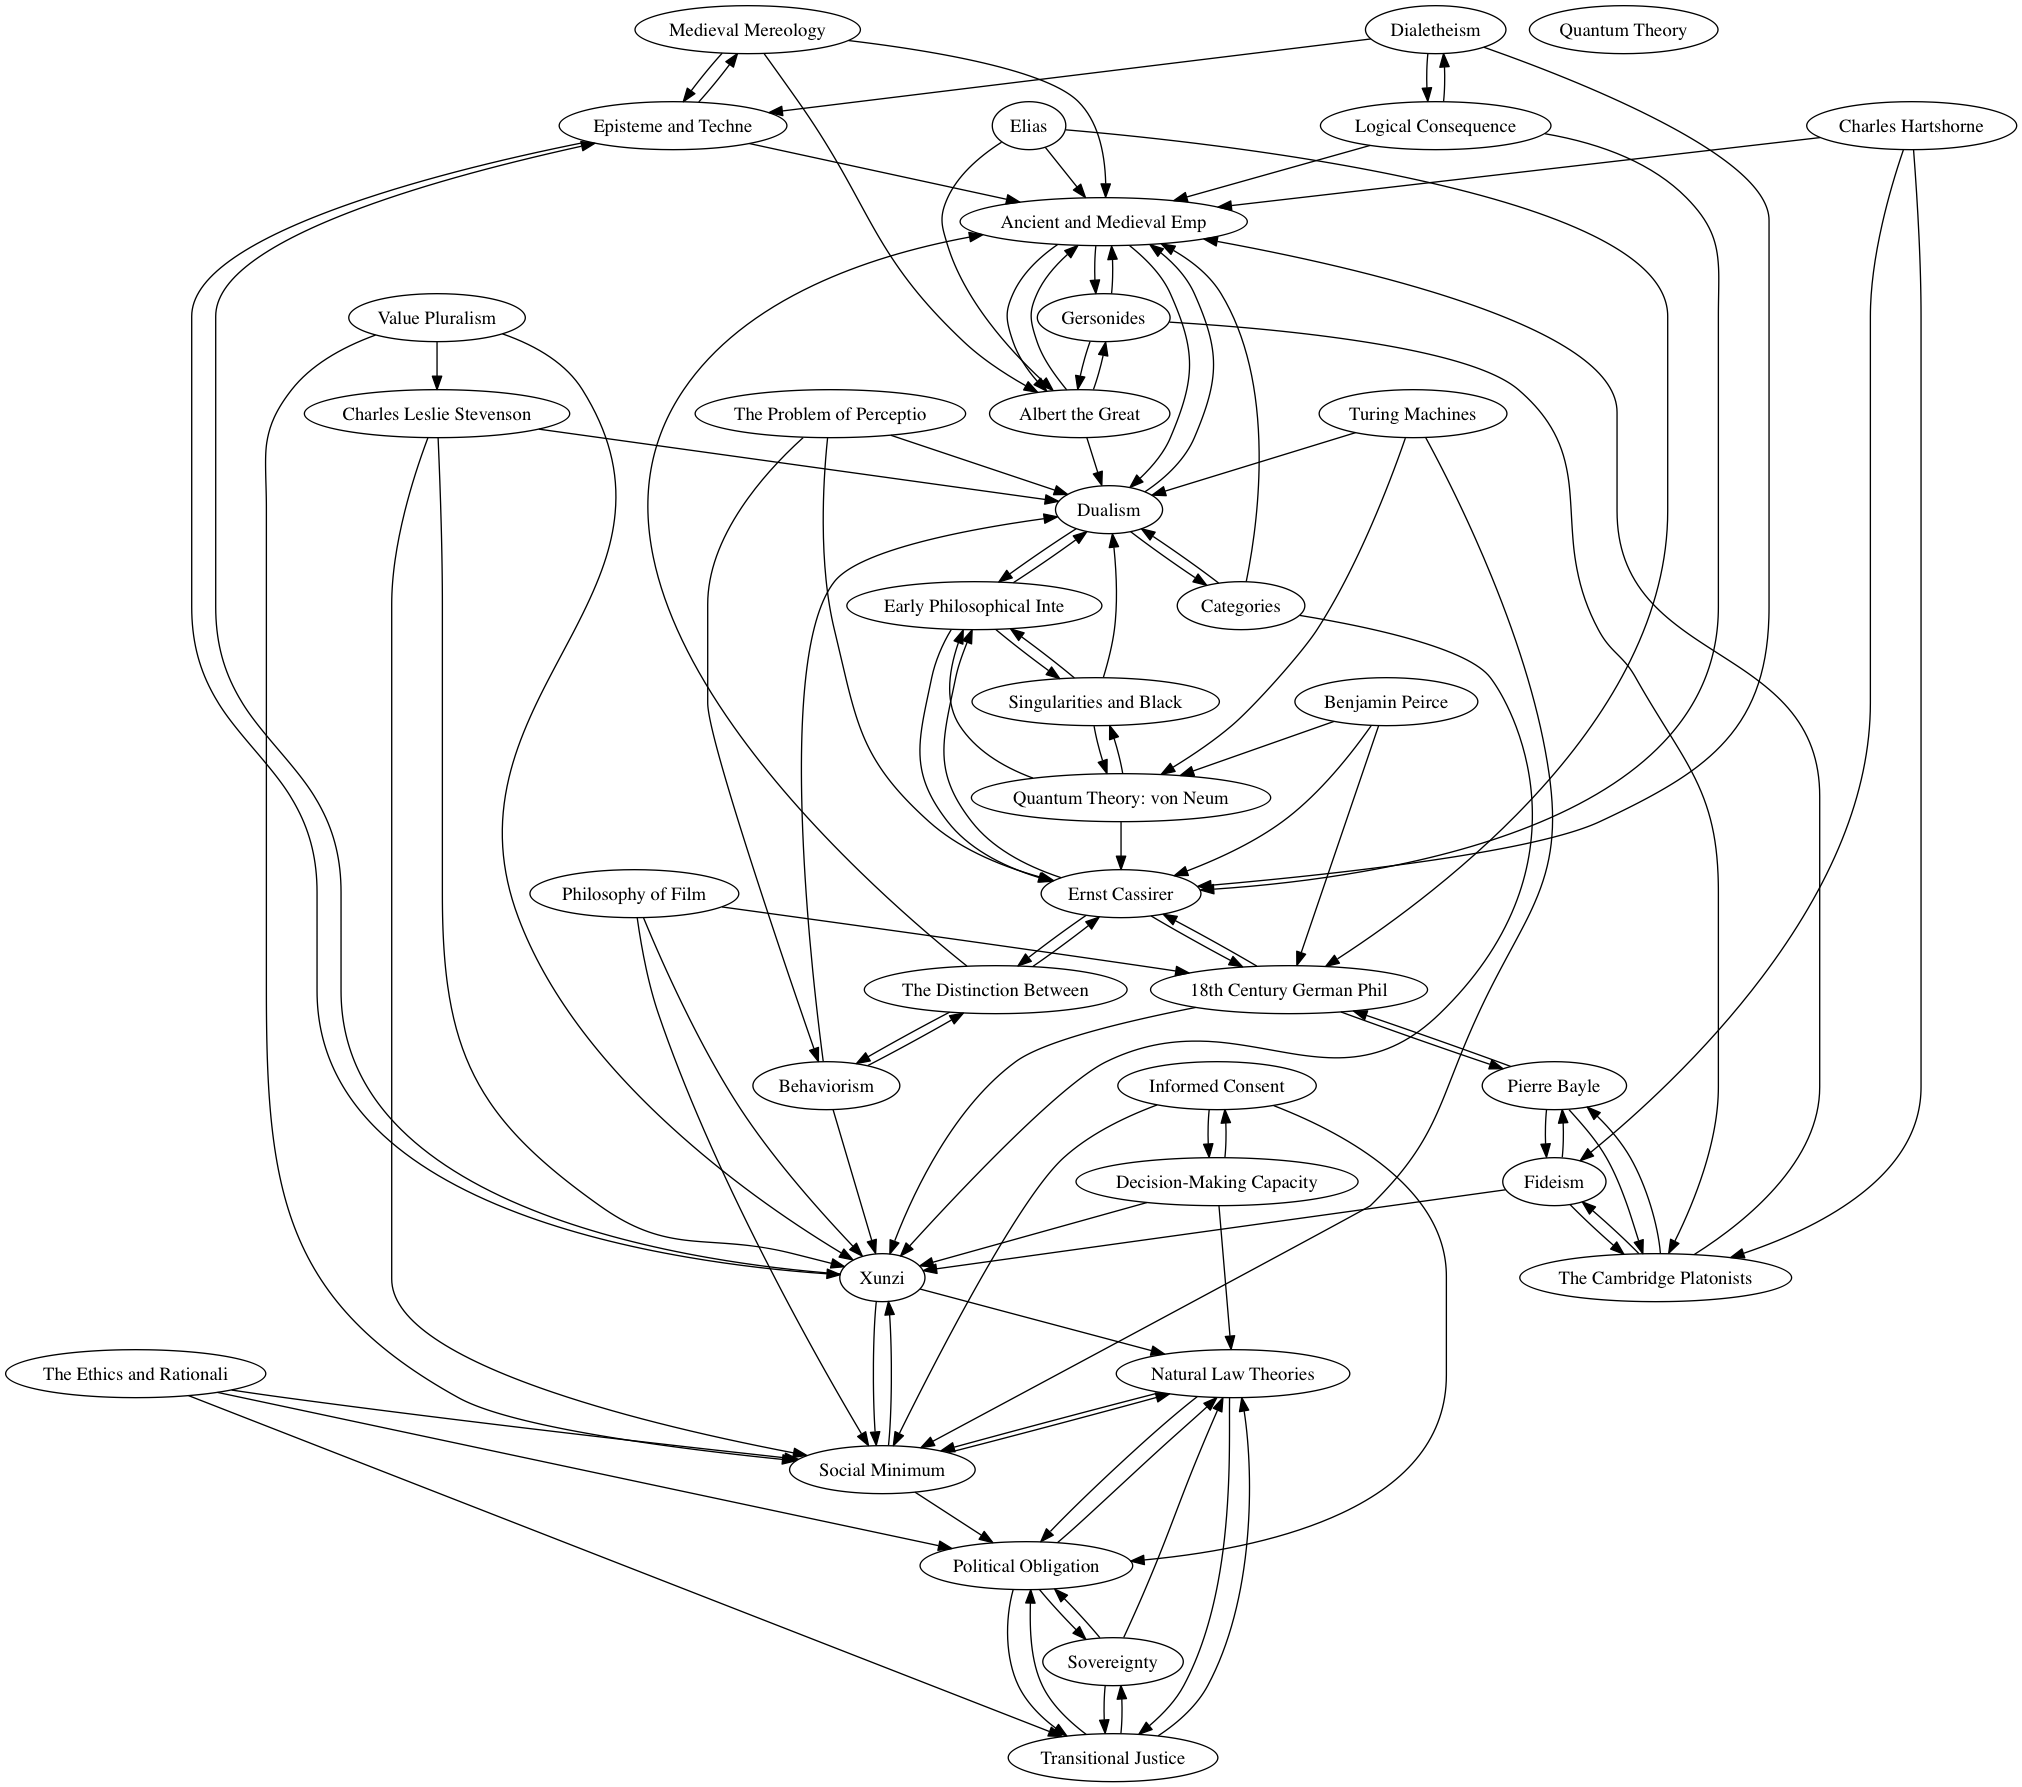 Medieval Mereology
Dialetheism
Quantum Theory
Episteme and Techne
Elias
Logical Consequence
Charles Hartshorne
Ancient and Medieval Emp
Value Pluralism
Gersonides
Charles Leslie Stevenson
The Problem of Perceptio
Albert the Great
Turing Machines
Dualism
Early Philosophical Inte
Categories
Singularities and Black
Benjamin Peirce
Quantum Theory: von Neum
Philosophy of Film
Ernst Cassirer
The Distinction Between
18th Century German Phil
Behaviorism
Informed Consent
Pierre Bayle
Decision-Making Capacity
Fideism
Xunzi
The Cambridge Platonists
The Ethics and Rationali
Natural Law Theories
Social Minimum
Political Obligation
Sovereignty
Transitional Justice